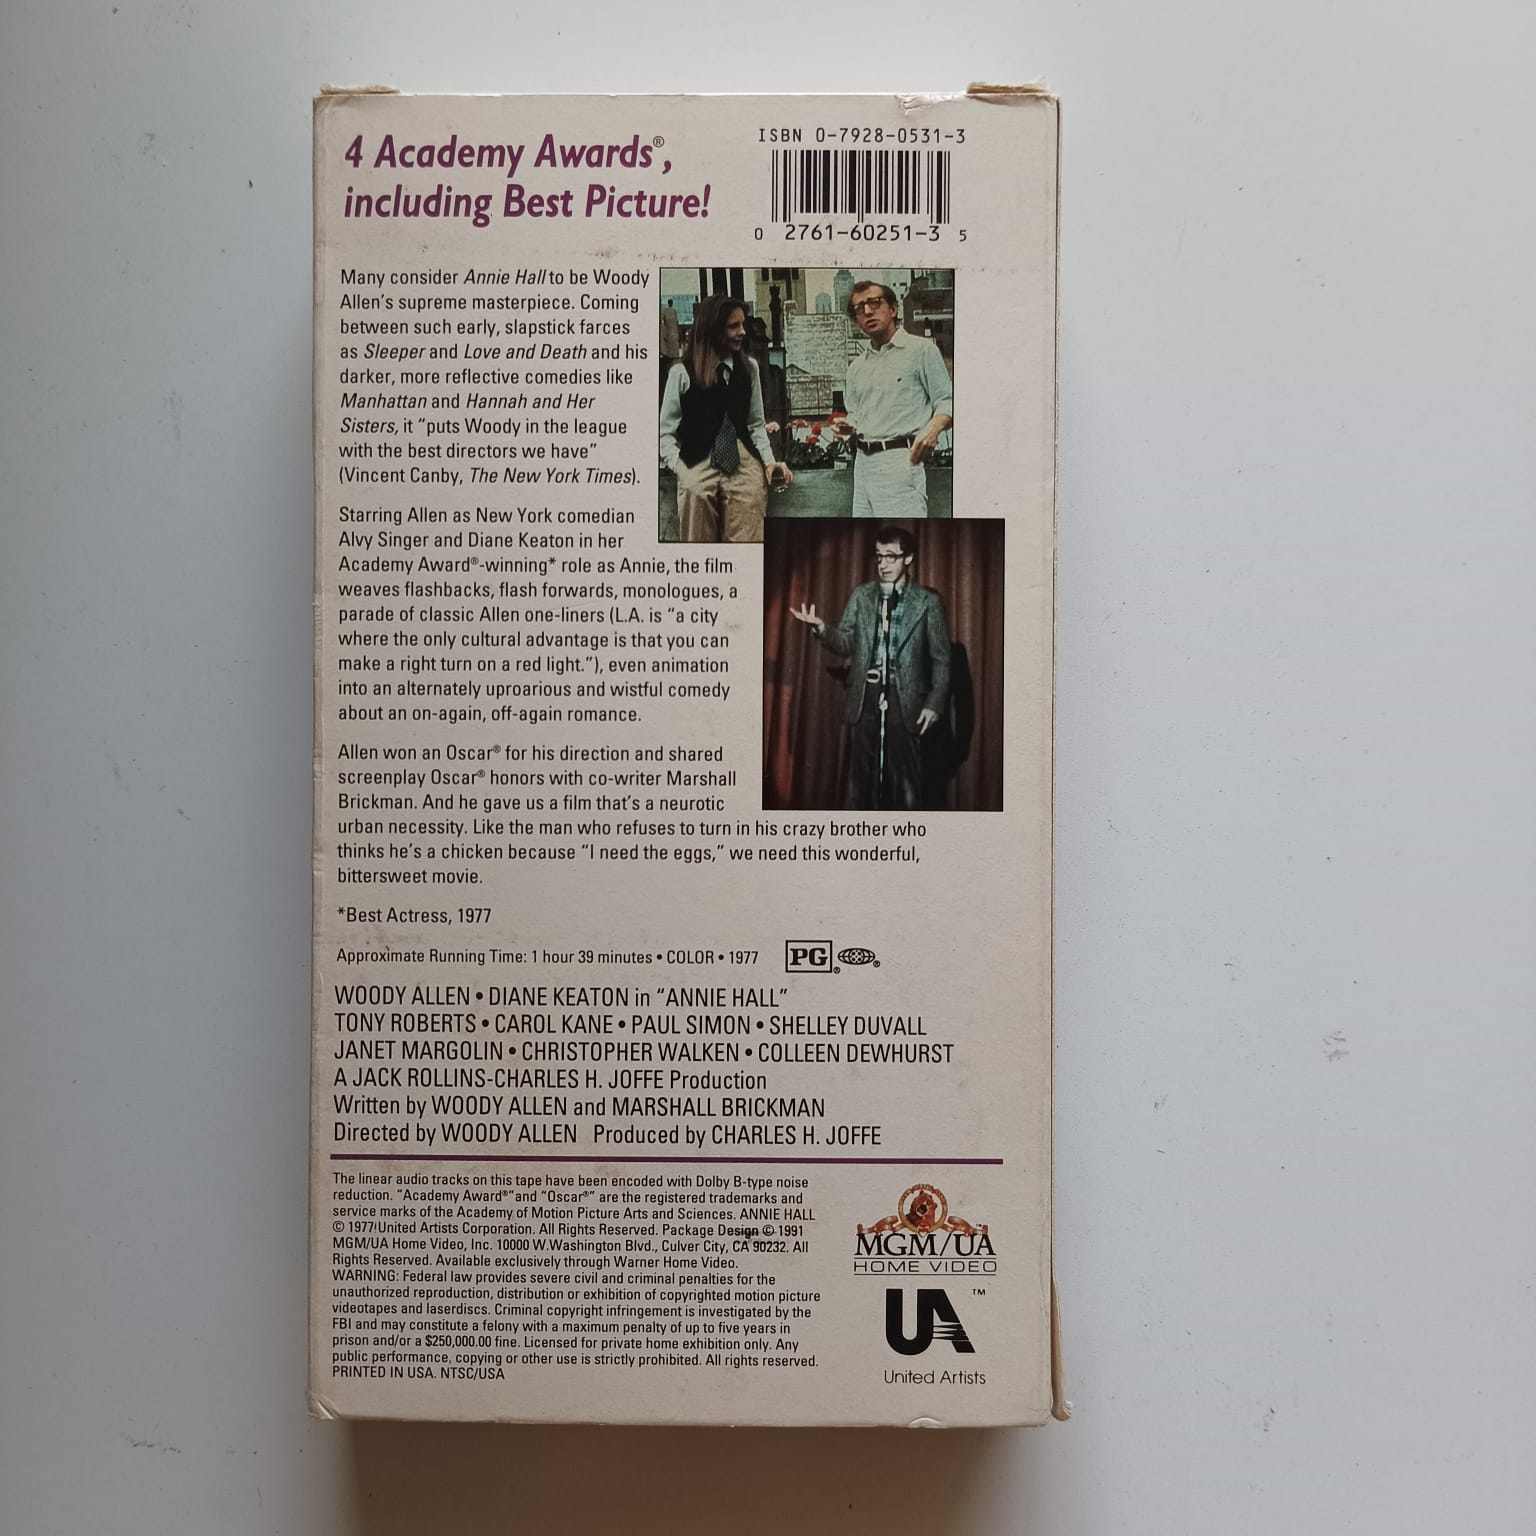 4 Academy Awards®,
including Best Picture!
ISBN 0-7928-0531-3
0 2761-60251-3 5
Many consider Annie Hall to be Woody
Allen's supreme masterpiece. Coming
between such early, slapstick farces
as Sleeper and Love and Death and his
darker, more reflective comedies like
Manhattan and Hannah and Her
Sisters, it "puts Woody in the league
with the best directors we have"
(Vincent Canby, The New York Times).
Starring Allen as New York comedian
Alvy Singer and Diane Keaton in her
Academy Award®-winning* role as Annie, the film
weaves flashbacks, flash forwards, monologues, a
parade of classic Allen one-liners (L.A. is "a city
where the only cultural advantage is that you can
make a right turn on a red light."), even animation
into an alternately uproarious and wistful comedy
about an on-again, off-again romance.
Allen won an Oscar® for his direction and shared
screenplay Oscar® honors with co-writer Marshall
Brickman. And he gave us a film that's a neurotic
urban necessity. Like the man who refuses to turn in his crazy brother who
thinks he's a chicken because "I need the eggs," we need this wonderful,
bittersweet movie.
*Best Actress, 1977
Approximate Running Time: 1 hour 39 minutes • COLOR • 1977 PG®
WOODY ALLEN • DIANE KEATON in "ANNIE HALL"
TONY ROBERTS • CAROL KANE • PAUL SIMON • SHELLEY DUVALL
JANET MARGOLIN • CHRISTOPHER WALKEN • COLLEEN DEWHURST
A JACK ROLLINS-CHARLES H. JOFFE Production
Written by WOODY ALLEN and MARSHALL BRICKMAN
Directed by WOODY ALLEN Produced by CHARLES H. JOFFE
The linear audio tracks on this tape have been encoded with Dolby B-type noise
reduction. "Academy Award®" and "Oscar®" are the registered trademarks and
service marks of the Academy of Motion Picture Arts and Sciences. ANNIE HALL
© 1977 United Artists Corporation. All Rights Reserved. Package Design © 1991
MGM/UA Home Video, Inc. 10000 W. Washington Blvd., Culver City, CA 90232. All
Rights Reserved. Available exclusively through Warner Home Video.
WARNING: Federal law provides severe civil and criminal penalties for the
unauthorized reproduction, distribution or exhibition of copyrighted motion picture
videotapes and laserdiscs. Criminal copyright infringement is investigated by the
FBI and may constitute a felony with a maximum penalty of up to five years in
prison and/or a $250,000.00 fine. Licensed for private home exhibition only. Any
public performance, copying or other use is strictly prohibited. All rights reserved.
PRINTED IN USA. NTSC/USA
MGM/UA
HOME VIDEO
UA™
United Artists